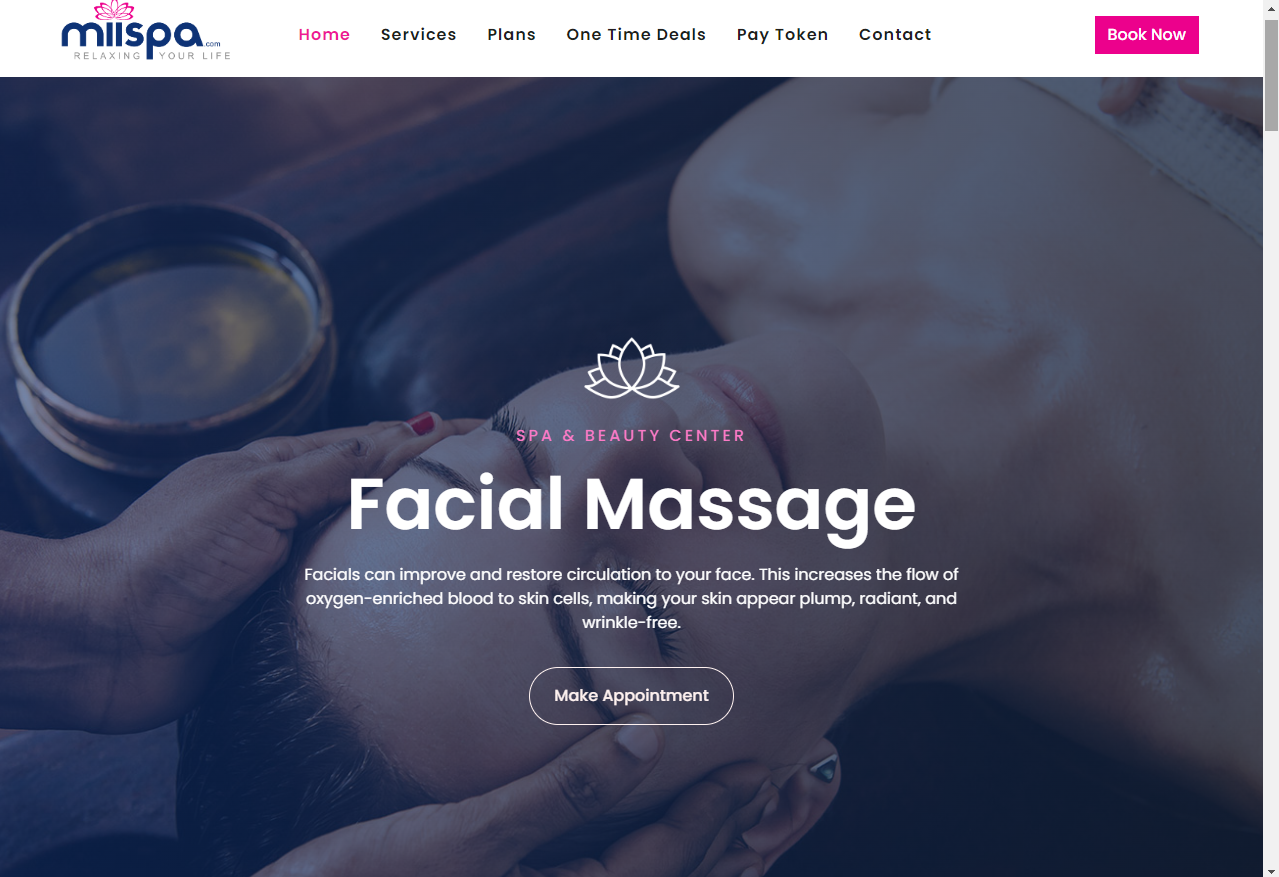 miispa.com
RELAXING YOUR LIFE
Home Services Plans One Time Deals Pay Token Contact Book Now
SPA & BEAUTY CENTER
Facial Massage
Facials can improve and restore circulation to your face. This increases the flow of
oxygen-enriched blood to skin cells, making your skin appear plump, radiant, and
wrinkle-free.
Make Appointment